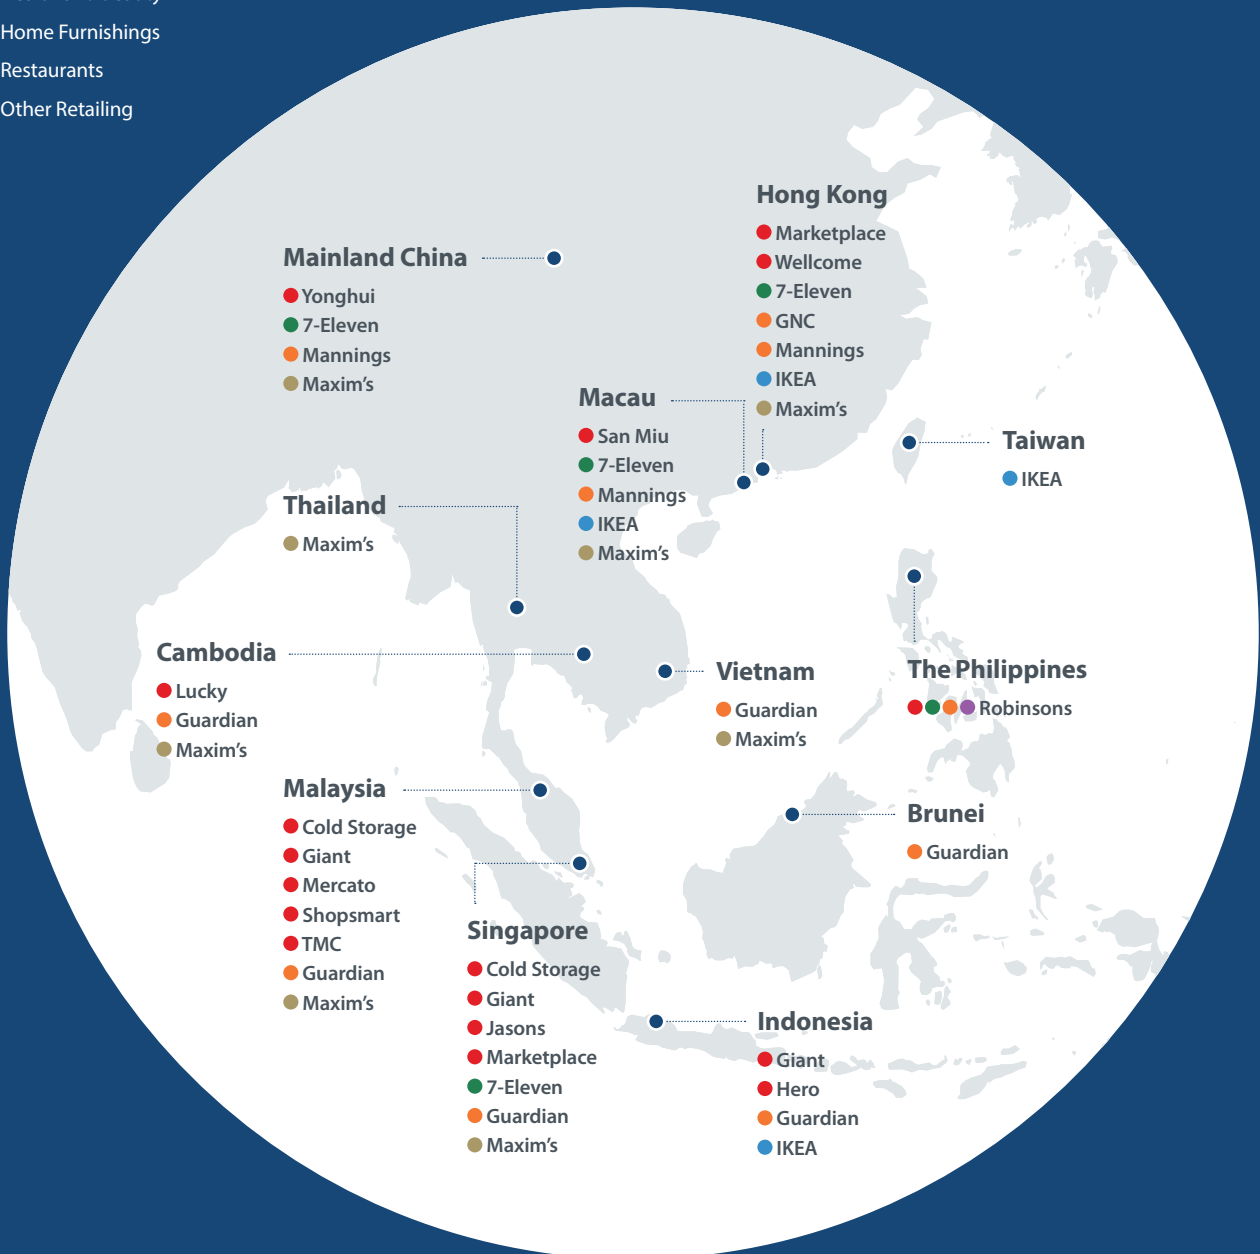 Home Furnishings
Restaurants
Other Retailing
Hong Kong
Marketplace
Wellcome
7-Eleven
GNC
Mannings
IKEA
Maxim's
Mainland China
Yonghui
7-Eleven
Mannings
Maxim's
Macau
San Miu
7-Eleven
Mannings
IKEA
Maxim's
Taiwan
IKEA
Thailand
Maxim's
Cambodia
Lucky
Guardian
Maxim's
Vietnam
Guardian
Maxim's
The Philippines
Robinsons
Malaysia
Cold Storage
Giant
Mercato
Shopsmart
TMC
Guardian
Maxim's
Brunei
Guardian
Singapore
Cold Storage
Giant
Jasons
Marketplace
7-Eleven
Guardian
Maxim's
Indonesia
Giant
Hero
Guardian
IKEA